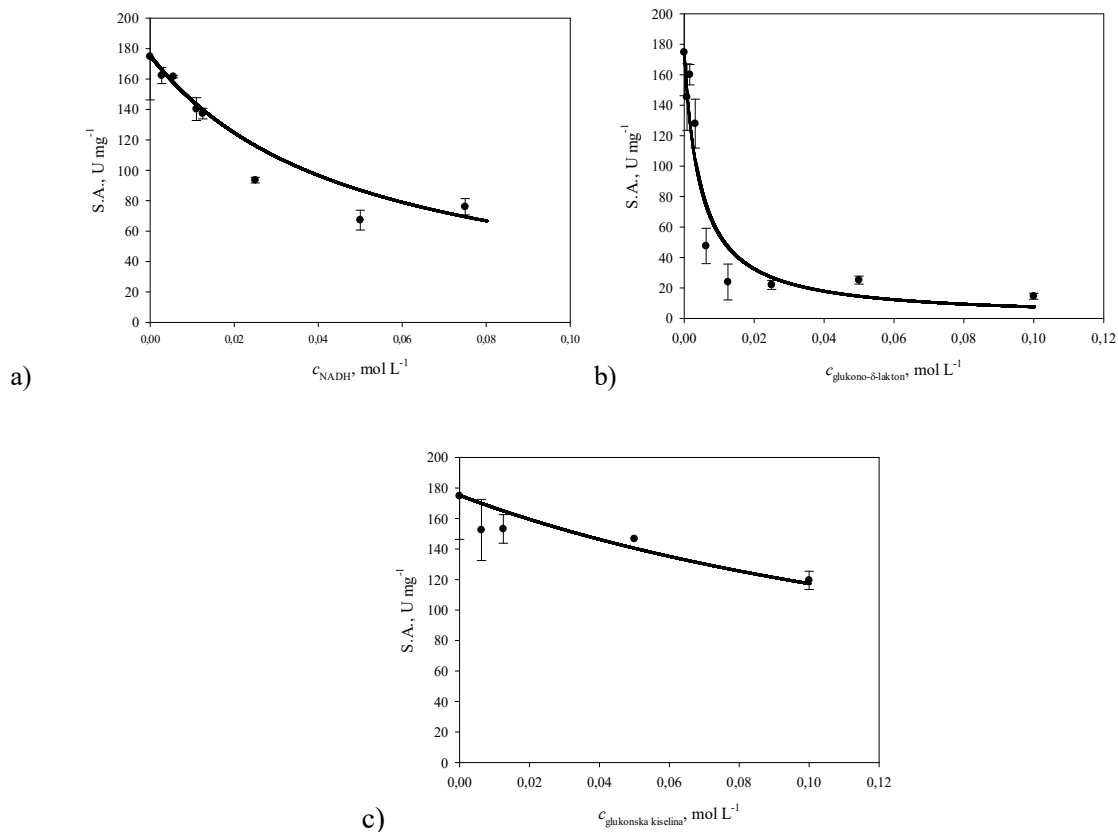 200
180
160
140
120
100
80
60
40
20
0
S.A., U mg⁻¹
0,00 0,02 0,04 0,06 0,08 0,10
c_NADH, mol L⁻¹
a)
200
180
160
140
120
100
80
60
40
20
0
S.A., U mg⁻¹
0,00 0,02 0,04 0,06 0,08 0,10 0,12
c_glukono-δ-lakton, mol L⁻¹
b)
200
180
160
140
120
100
80
60
40
20
0
S.A., U mg⁻¹
0,00 0,02 0,04 0,06 0,08 0,10 0,12
c_glukonska kiselina, mol L⁻¹
c)